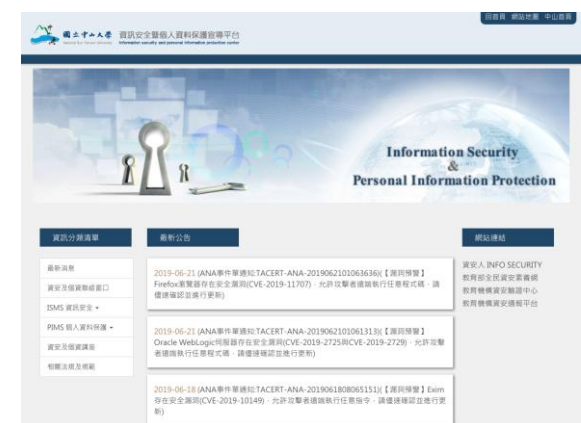 回首頁 網站地圖 中山首頁
國立中山大學 資訊安全暨個人資料保護宣導平台
National Sun Yat-sen University Information security and personal information protection center
Information Security
&
Personal Information Protection
資訊分類清單
最新消息
資安及個資聯絡窗口
ISMS 資訊安全
PIMS 個人資料保護
資安及個資講座
相關法規及規範
最新公告
2019-06-21 (ANA事件單通知:TACERT-ANA-2019062101063636)(【漏洞預警】
Firefox瀏覽器存在安全漏洞(CVE-2019-11707)，允許攻擊者遠端執行任意程式碼，請
儘速確認並進行更新)
2019-06-21 (ANA事件單通知:TACERT-ANA-2019062101061313)(【漏洞預警】
Oracle WebLogic伺服器存在安全漏洞(CVE-2019-2725與CVE-2019-2729)，允許攻擊
者遠端執行任意程式碼，請儘速確認並進行更新)
2019-06-18 (ANA事件單通知:TACERT-ANA-2019061808065151)(【漏洞預警】Exim
存在安全漏洞(CVE-2019-10149)，允許攻擊者遠端執行任意指令，請儘速確認並進行更
新)
網站連結
資安人 INFO SECURITY
教育部全民資安素養網
教育機構資安驗證中心
教育機構資安通報平台